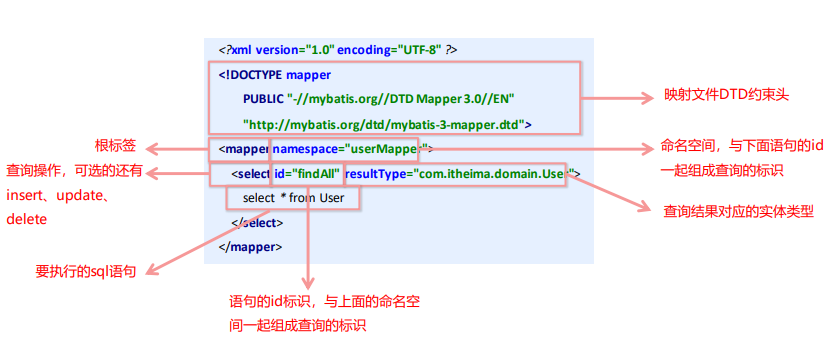 <?xml version="1.0" encoding="UTF-8" ?>
<!DOCTYPE mapper
PUBLIC "-//mybatis.org//DTD Mapper 3.0//EN"
"http://mybatis.org/dtd/mybatis-3-mapper.dtd">
<mapper namespace="userMapper">
<select id="findAll" resultType="com.itheima.domain.User">
select * from User
</select>
</mapper>
映射文件DTD约束头
根标签
命名空间，与下面语句的id
一起组成查询的标识
查询操作，可选的还有
insert、update、
delete
查询结果对应的实体类型
要执行的sql语句
语句的id标识，与上面的命名空
间一起组成查询的标识